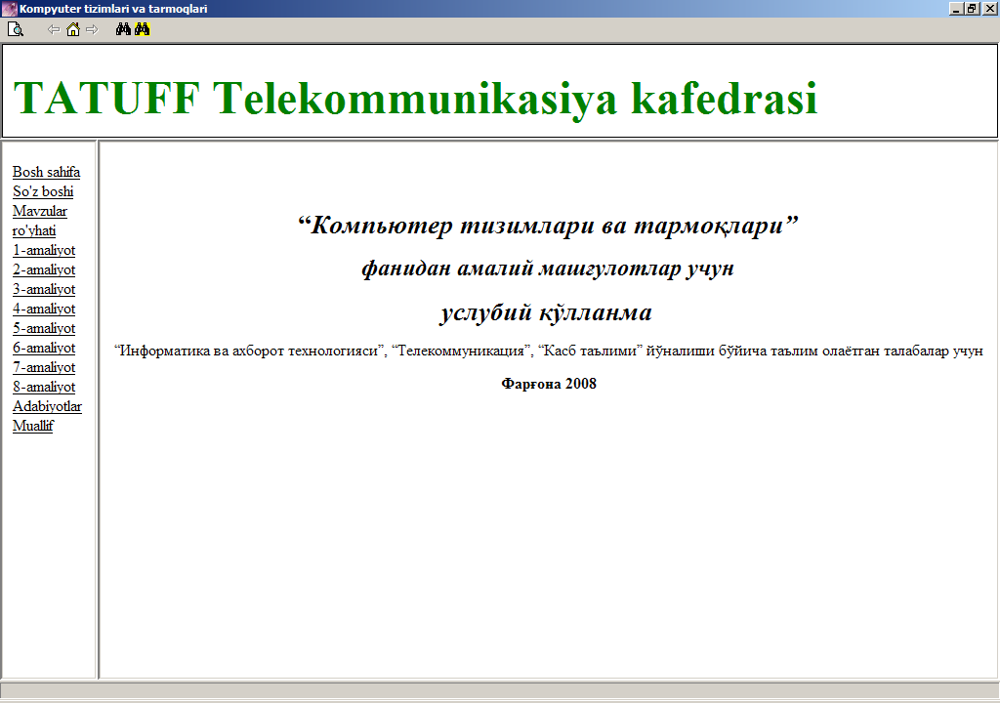 Kompyuter tizimlari va tarmoqlari
TATUFF Telekommunikasiya kafedrasi
Bosh sahifa
So'z boshi
Mavzular
ro'yhati
1-amaliyot
2-amaliyot
3-amaliyot
4-amaliyot
5-amaliyot
6-amaliyot
7-amaliyot
8-amaliyot
Adabiyotlar
Muallif
“Компьютер тизимлари ва тармоқлари”
фанидан амалий машгулотлар учун
услубий кўлланма
“Информатика ва ахборот технологияси”, “Телекоммуникация”, “Касб таълими” йўналиши бўйича таълим олаётган талабалар учун
Фарғона 2008